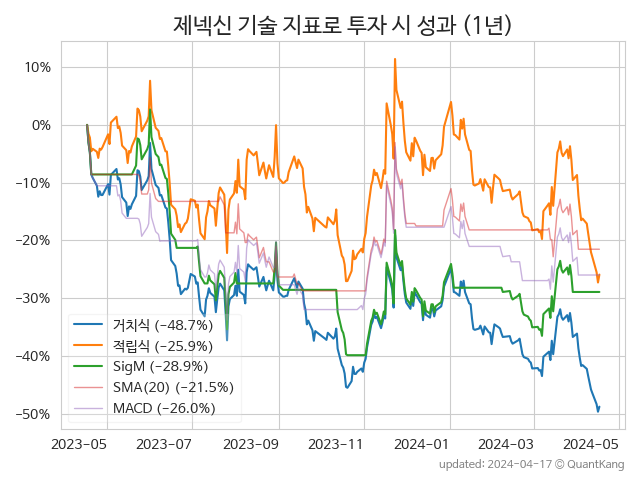 제넥신 기술 지표로 투자 시 성과 (1년)
10%
0%
−10%
−20%
−30%
−40%
−50%
거치식 (−48.7%)
적립식 (−25.9%)
SigM (−28.9%)
SMA(20) (−21.5%)
MACD (−26.0%)
2023−05 2023−07 2023−09 2023−11 2024−01 2024−03 2024−05
updated: 2024−04−17 ⓒ QuantKang